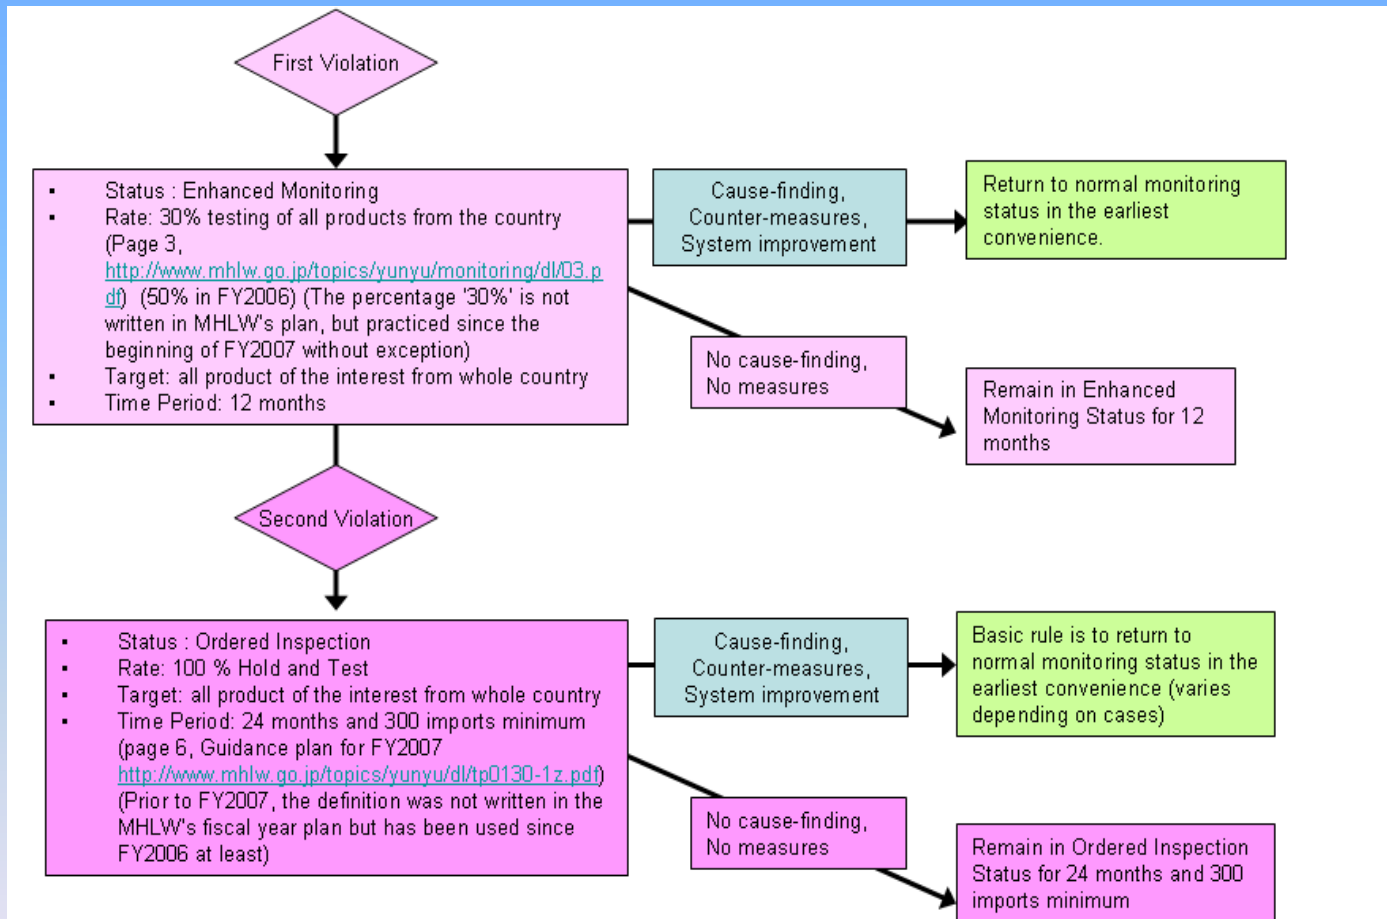 First Violation
▪ Status : Enhanced Monitoring
▪ Rate: 30% testing of all products from the country
(Page 3,
http://www.mhlw.go.jp/topics/yunyu/monitoring/dl/03.p
df) (50% in FY2006) (The percentage '30%' is not
written in MHLW's plan, but practiced since the
beginning of FY2007 without exception)
▪ Target: all product of the interest from whole country
▪ Time Period: 12 months
Cause-finding,
Counter-measures,
System improvement
Return to normal monitoring
status in the earliest
convenience.
No cause-finding,
No measures
Remain in Enhanced
Monitoring Status for 12
months
Second Violation
▪ Status : Ordered Inspection
▪ Rate: 100 % Hold and Test
▪ Target: all product of the interest from whole country
▪ Time Period: 24 months and 300 imports minimum
(page 6, Guidance plan for FY2007
http://www.mhlw.go.jp/topics/yunyu/dl/tp0130-1z.pdf)
(Prior to FY2007, the definition was not written in the
MHLW's fiscal year plan but has been used since
FY2006 at least)
Cause-finding,
Counter-measures,
System improvement
Basic rule is to return to
normal monitoring status in the
earliest convenience (varies
depending on cases)
No cause-finding,
No measures
Remain in Ordered Inspection
Status for 24 months and 300
imports minimum